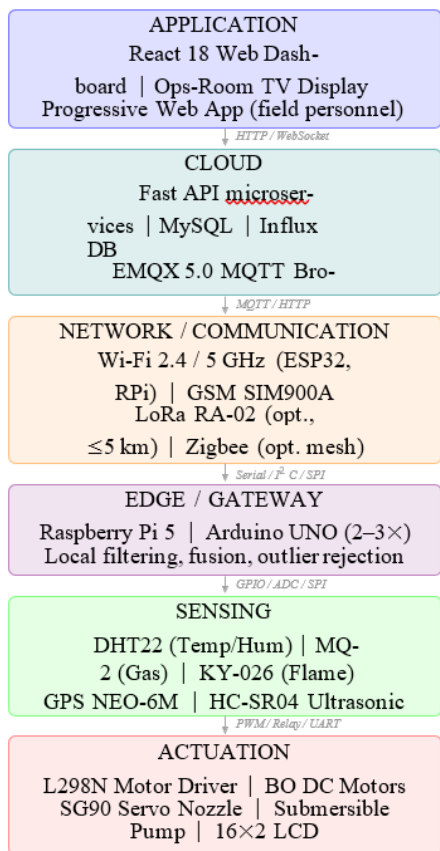 APPLICATION
React 18 Web Dash-
board | Ops-Room TV Display
Progressive Web App (field personnel)
HTTP / WebSocket
CLOUD
Fast API microser-
vices | MySQL | Influx
DB
EMQX 5.0 MQTT Bro-
MQTT / HTTP
NETWORK / COMMUNICATION
Wi-Fi 2.4 / 5 GHz (ESP32,
RPi) | GSM SIM900A
LoRa RA-02 (opt.,
≤5 km) | Zigbee (opt. mesh)
Serial / I² C / SPI
EDGE / GATEWAY
Raspberry Pi 5 | Arduino UNO (2–3×)
Local filtering, fusion, outlier rejection
GPIO / ADC / SPI
SENSING
DHT22 (Temp/Hum) | MQ-
2 (Gas) | KY-026 (Flame)
GPS NEO-6M | HC-SR04 Ultrasonic
PWM / Relay / UART
ACTUATION
L298N Motor Driver | BO DC Motors
SG90 Servo Nozzle | Submersible
Pump | 16×2 LCD